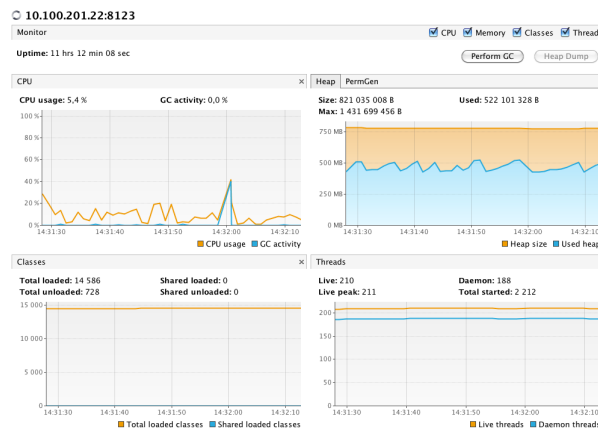 10.100.201.22:8123
Monitor
CPU Memory Classes Thread
Uptime: 11 hrs 12 min 08 sec
Perform GC Heap Dump
CPU ×
CPU usage: 5,4 % GC activity: 0,0 %
100 %
80 %
60 %
40 %
20 %
0 %
14:31:30 14:31:40 14:31:50 14:32:00 14:32:10
CPU usage GC activity
Heap PermGen
Size: 821 035 008 B Used: 522 101 328 B
Max: 1 431 699 456 B
750 MB
500 MB
250 MB
0 MB
14:31:30 14:31:40 14:31:50 14:32:00 14:32:10
Heap size Used heap
Classes ×
Total loaded: 14 586 Shared loaded: 0
Total unloaded: 728 Shared unloaded: 0
15 000
10 000
5 000
0
14:31:30 14:31:40 14:31:50 14:32:00 14:32:10
Total loaded classes Shared loaded classes
Threads
Live: 210 Daemon: 188
Live peak: 211 Total started: 2 212
200
150
100
50
0
14:31:30 14:31:40 14:31:50 14:32:00 14:32:10
Live threads Daemon threads